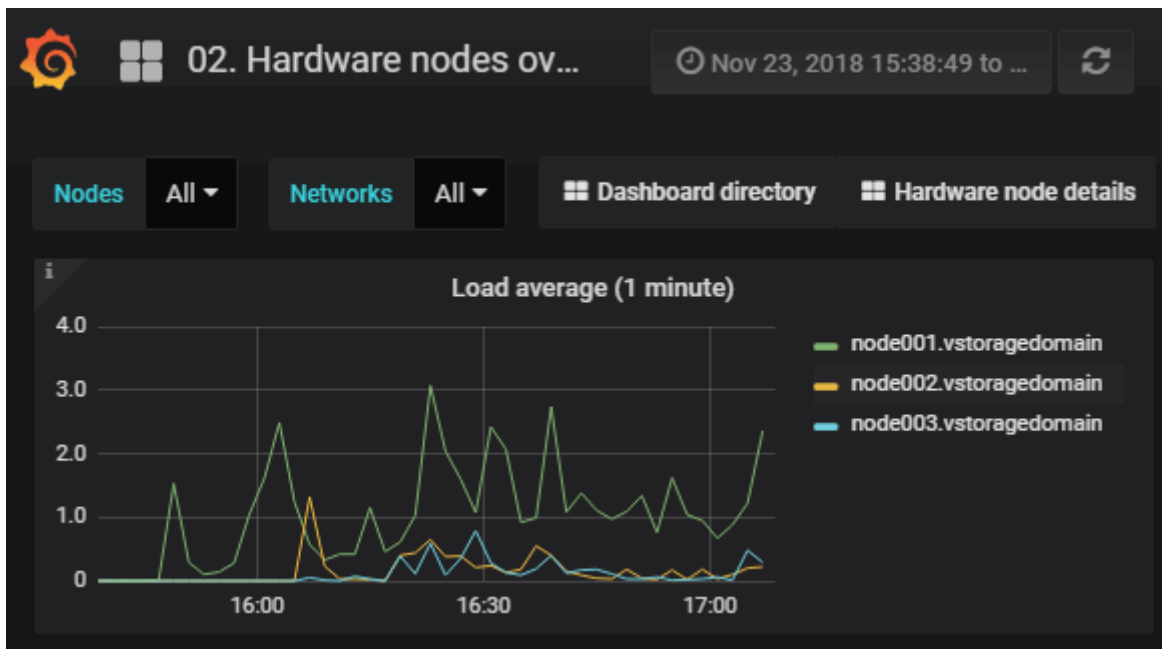 02. Hardware nodes ov...
Nov 23, 2018 15:38:49 to ...
Nodes All Networks All Dashboard directory Hardware node details
i
Load average (1 minute)
4.0
3.0
2.0
1.0
0
16:00 16:30 17:00
node001.vstoragedomain
node002.vstoragedomain
node003.vstoragedomain